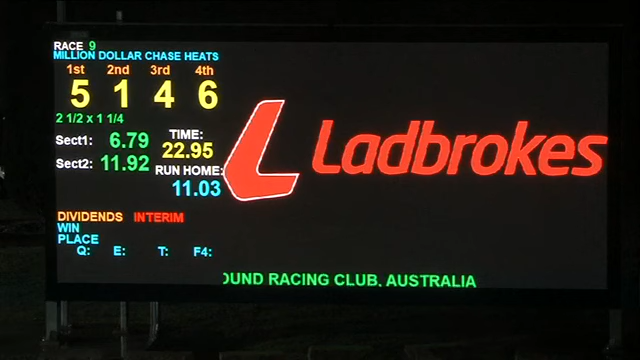 RACE 9
MILLION DOLLAR CHASE HEATS
1st 2nd 3rd 4th
5 1 4 6
2 1/2 x 1 1/4
Sect1: 6.79
Sect2: 11.92
TIME:
22.95
RUN HOME:
11.03
Ladbrokes
DIVIDENDS INTERIM
WIN
PLACE
Q: E: T: F4:
OUND RACING CLUB, AUSTRALIA